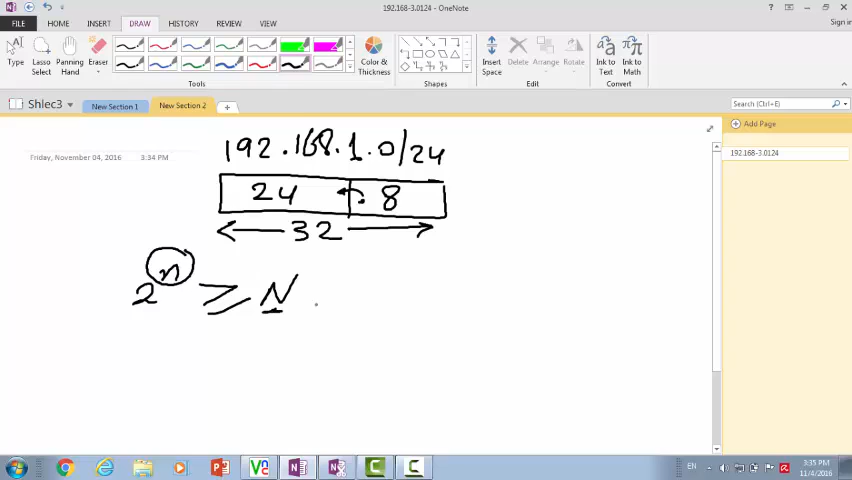 192.168-3.0124 - OneNote
Sign in
FILE HOME INSERT DRAW HISTORY REVIEW VIEW
Type
Lasso Select
Panning Hand
Eraser
Color & Thickness
Insert Space
Delete
Arrange
Rotate
Ink to Text
Ink to Math
Tools
Shapes
Edit
Convert
Shlec3
New Section 1
New Section 2
Search (Ctrl+E)
Add Page
192.168-3.0124
Friday, November 04, 2016 3:34 PM
192.168.1.0/24
24 8
32
2^n ≥ N
EN
3:35 PM
11/4/2016